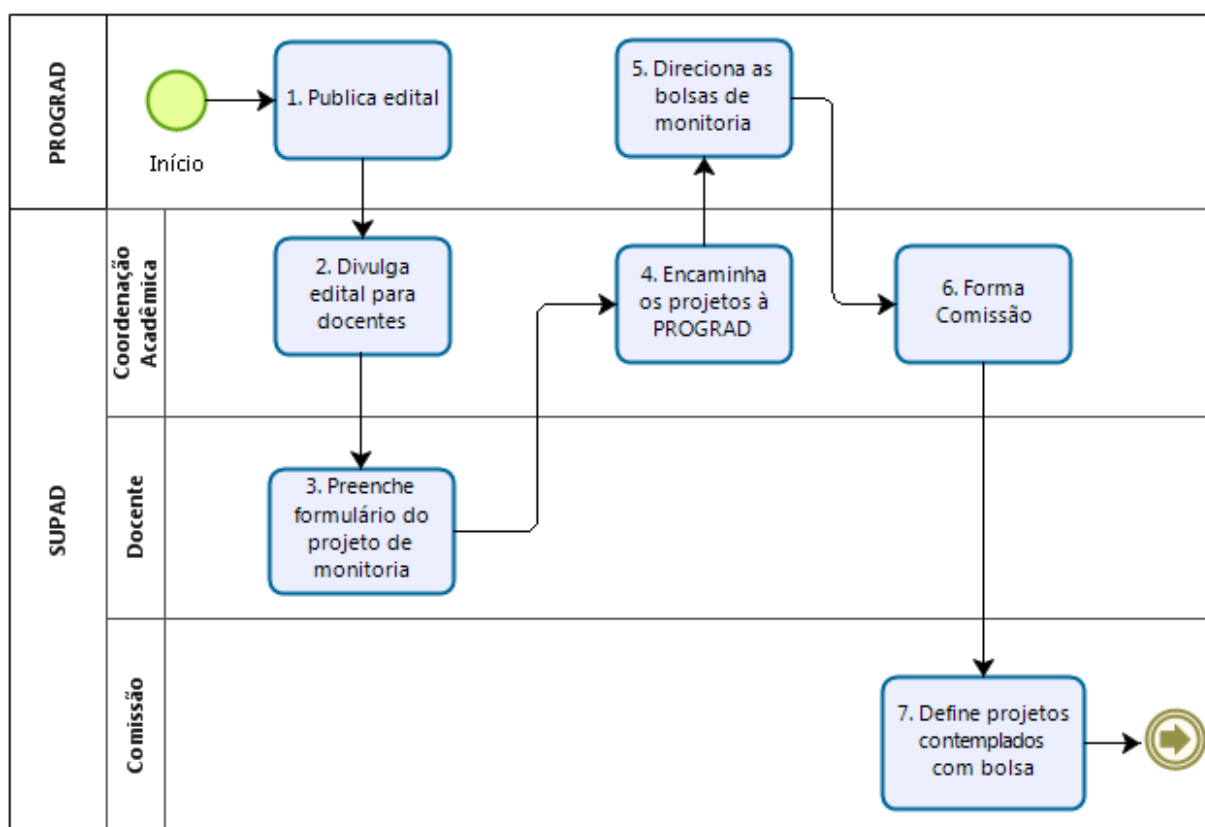 PROGRAD
Início
1. Publica edital
5. Direciona as
bolsas de
monitoria
SUPAD
Coordenação
Acadêmica
2. Divulga
edital para
docentes
4. Encaminha
os projetos à
PROGRAD
6. Forma
Comissão
Docente
3. Preenche
formulário do
projeto de
monitoria
Comissão
7. Define projetos
contemplados
com bolsa